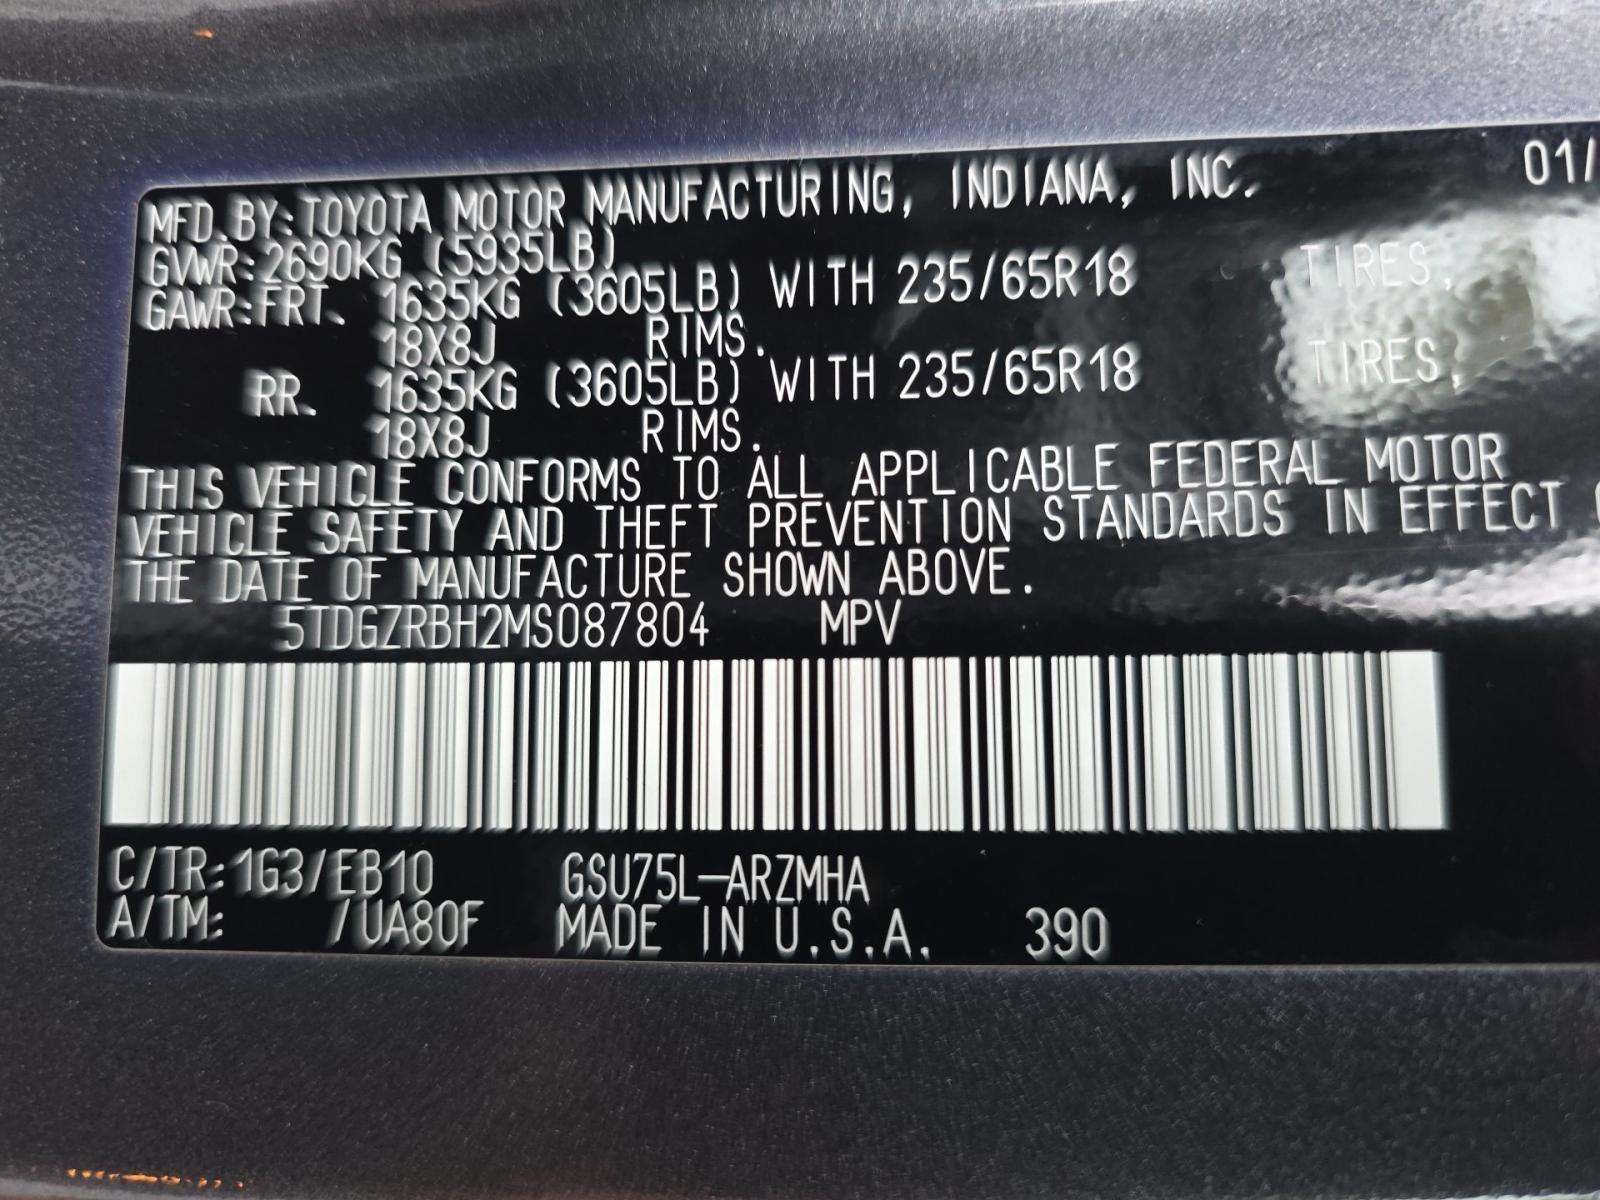 MFD.BY:TOYOTA MOTOR MANUFACTURING, INDIANA, INC. 01/
GVWR:2690KG (5935LB)
GAWR:FRT. 1635KG (3605LB) WITH 235/65R18 TIRES,
18X8J RIMS.
RR. 1635KG (3605LB) WITH 235/65R18 TIRES,
18X8J RIMS.
THIS VEHICLE CONFORMS TO ALL APPLICABLE FEDERAL MOTOR
VEHICLE SAFETY AND THEFT PREVENTION STANDARDS IN EFFECT
THE DATE OF MANUFACTURE SHOWN ABOVE.
5TDGZRBH2MS087804 MPV
C/TR:1G3/EB10 GSU75L-ARZMHA
A/TM: /UA80F MADE IN U.S.A. 390